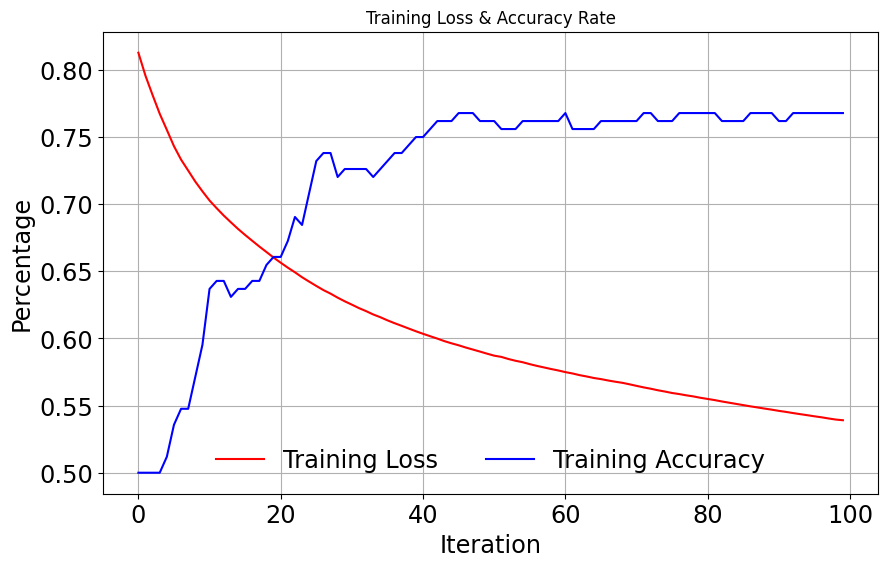 Training Loss & Accuracy Rate
0.80
0.75
0.70
0.65
0.60
0.55
0.50
Percentage
Training Loss
Training Accuracy
0 20 40 60 80 100
Iteration